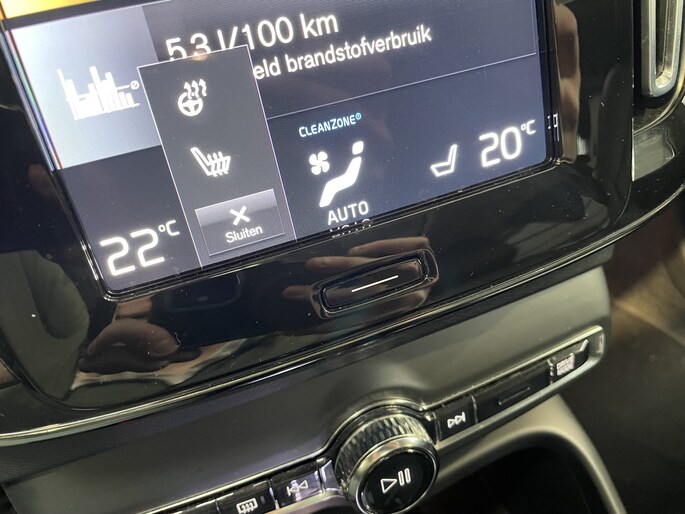 5.3 l/100 km
eld brandstofverbruik
CLEANZONE®
20°C
AUTO
Sluiten
22°C